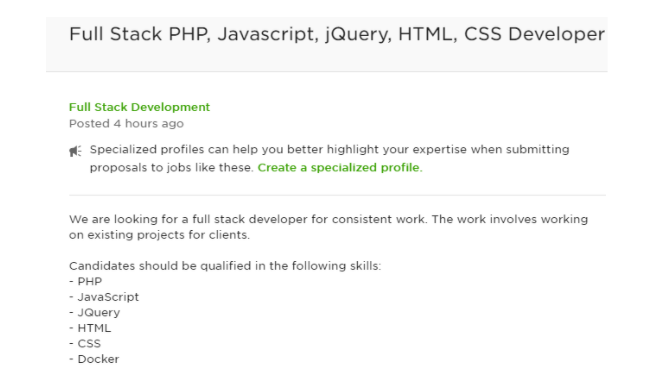 Full Stack PHP, Javascript, jQuery, HTML, CSS Developer
Full Stack Development
Posted 4 hours ago
Specialized profiles can help you better highlight your expertise when submitting
proposals to jobs like these. Create a specialized profile.
We are looking for a full stack developer for consistent work. The work involves working
on existing projects for clients.
Candidates should be qualified in the following skills:
- PHP
- JavaScript
- JQuery
- HTML
- CSS
- Docker